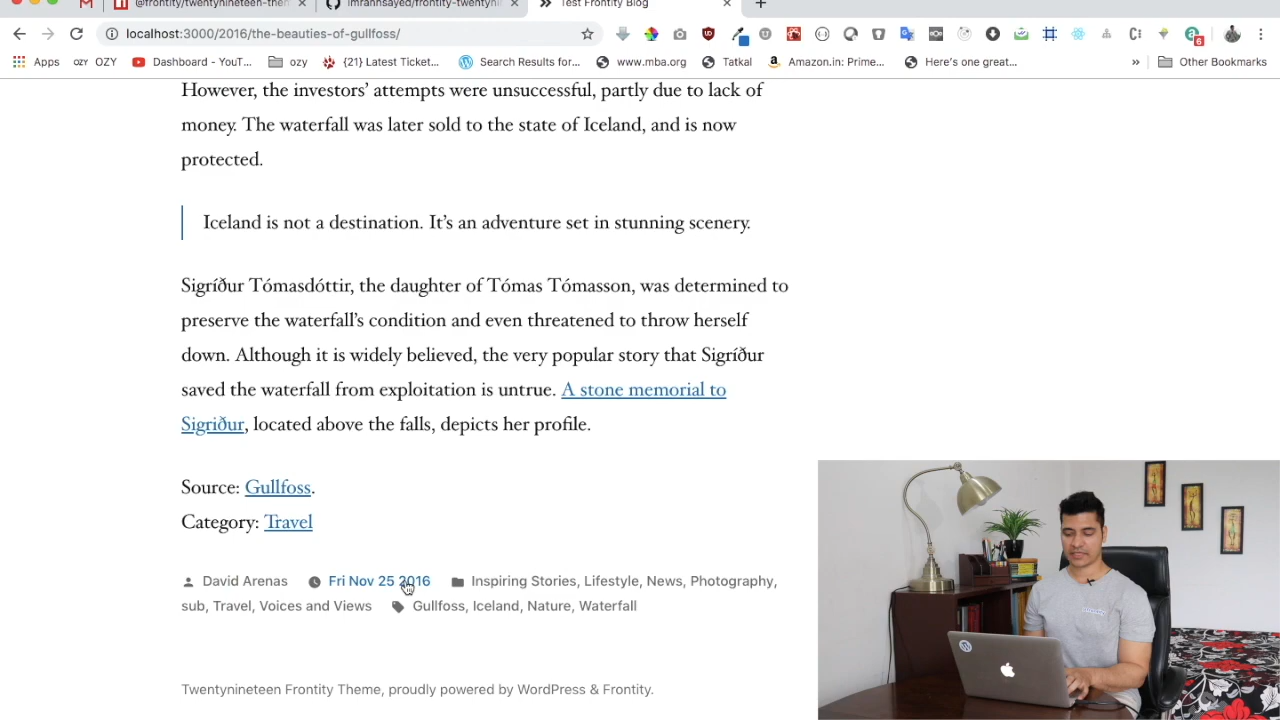 @frontity/twentynineteen-them
imransayed/frontity-twentynin
Test Frontity Blog
localhost:3000/2016/the-beauties-of-gullfoss/
Apps
OZY
Dashboard - YouT...
ozy
{21} Latest Ticket...
Search Results for...
www.mba.org
Tatkal
Amazon.in: Prime...
Here's one great...
»
Other Bookmarks
However, the investors’ attempts were unsuccessful, partly due to lack of
money. The waterfall was later sold to the state of Iceland, and is now
protected.
Iceland is not a destination. It’s an adventure set in stunning scenery.
Sigríður Tómasdóttir, the daughter of Tómas Tómasson, was determined to
preserve the waterfall’s condition and even threatened to throw herself
down. Although it is widely believed, the very popular story that Sigríður
saved the waterfall from exploitation is untrue. A stone memorial to
Sigriður, located above the falls, depicts her profile.
Source: Gullfoss.
Category: Travel
David Arenas Fri Nov 25 2016 Inspiring Stories, Lifestyle, News, Photography,
sub, Travel, Voices and Views Gullfoss, Iceland, Nature, Waterfall
Twentynineteen Frontity Theme, proudly powered by WordPress & Frontity.